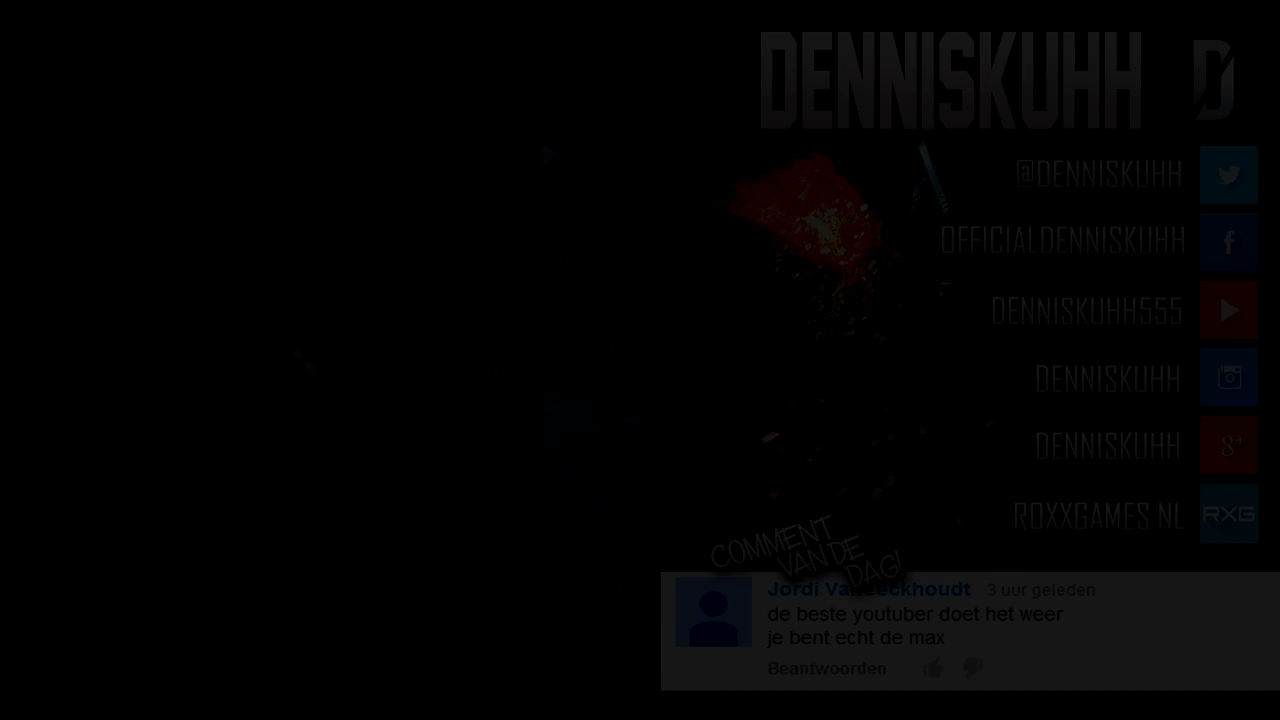 DENNISKUHH
@DENNISKUHH
OFFICIALDENNISKUHH
DENNISKUHH555
DENNISKUHH
DENNISKUHH
ROXXGAMES NL
RXG
COMMENT
VAN DE
DAG!
Jordi 3 uur geleden
de beste youtuber doet het weer
je bent echt de max
Beantwoorden